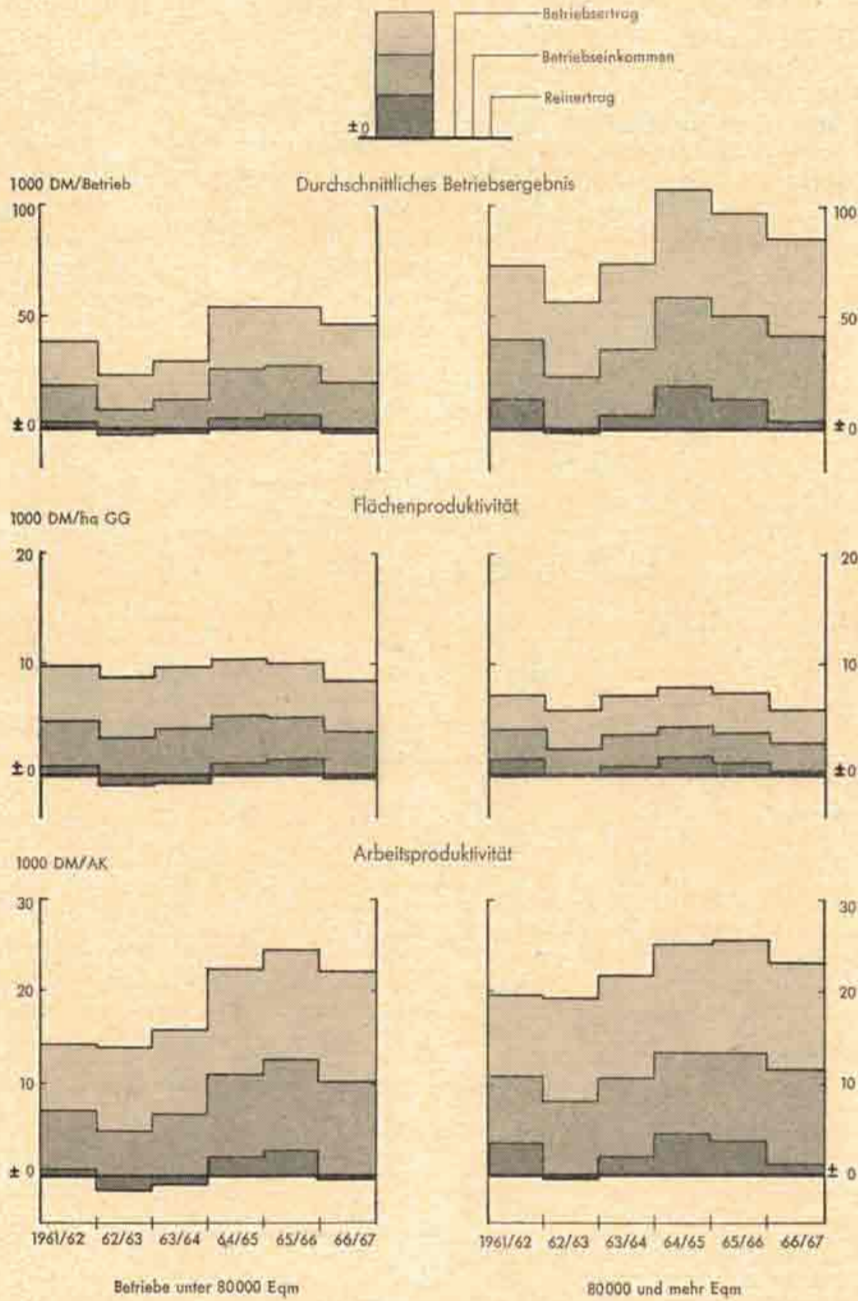 Betriebsertrag
Betriebseinkommen
Reinertrag
± 0
1000 DM/Betrieb
Durchschnittliches Betriebsergebnis
100
50
± 0
100
50
± 0
1000 DM/ha GG
Flächenproduktivität
20
10
± 0
20
10
± 0
1000 DM/AK
Arbeitsproduktivität
30
20
10
± 0
30
20
10
± 0
1961/62 62/63 63/64 64/65 65/66 66/67
1961/62 62/63 63/64 64/65 65/66 66/67
Betriebe unter 80000 Eqm
80000 und mehr Eqm